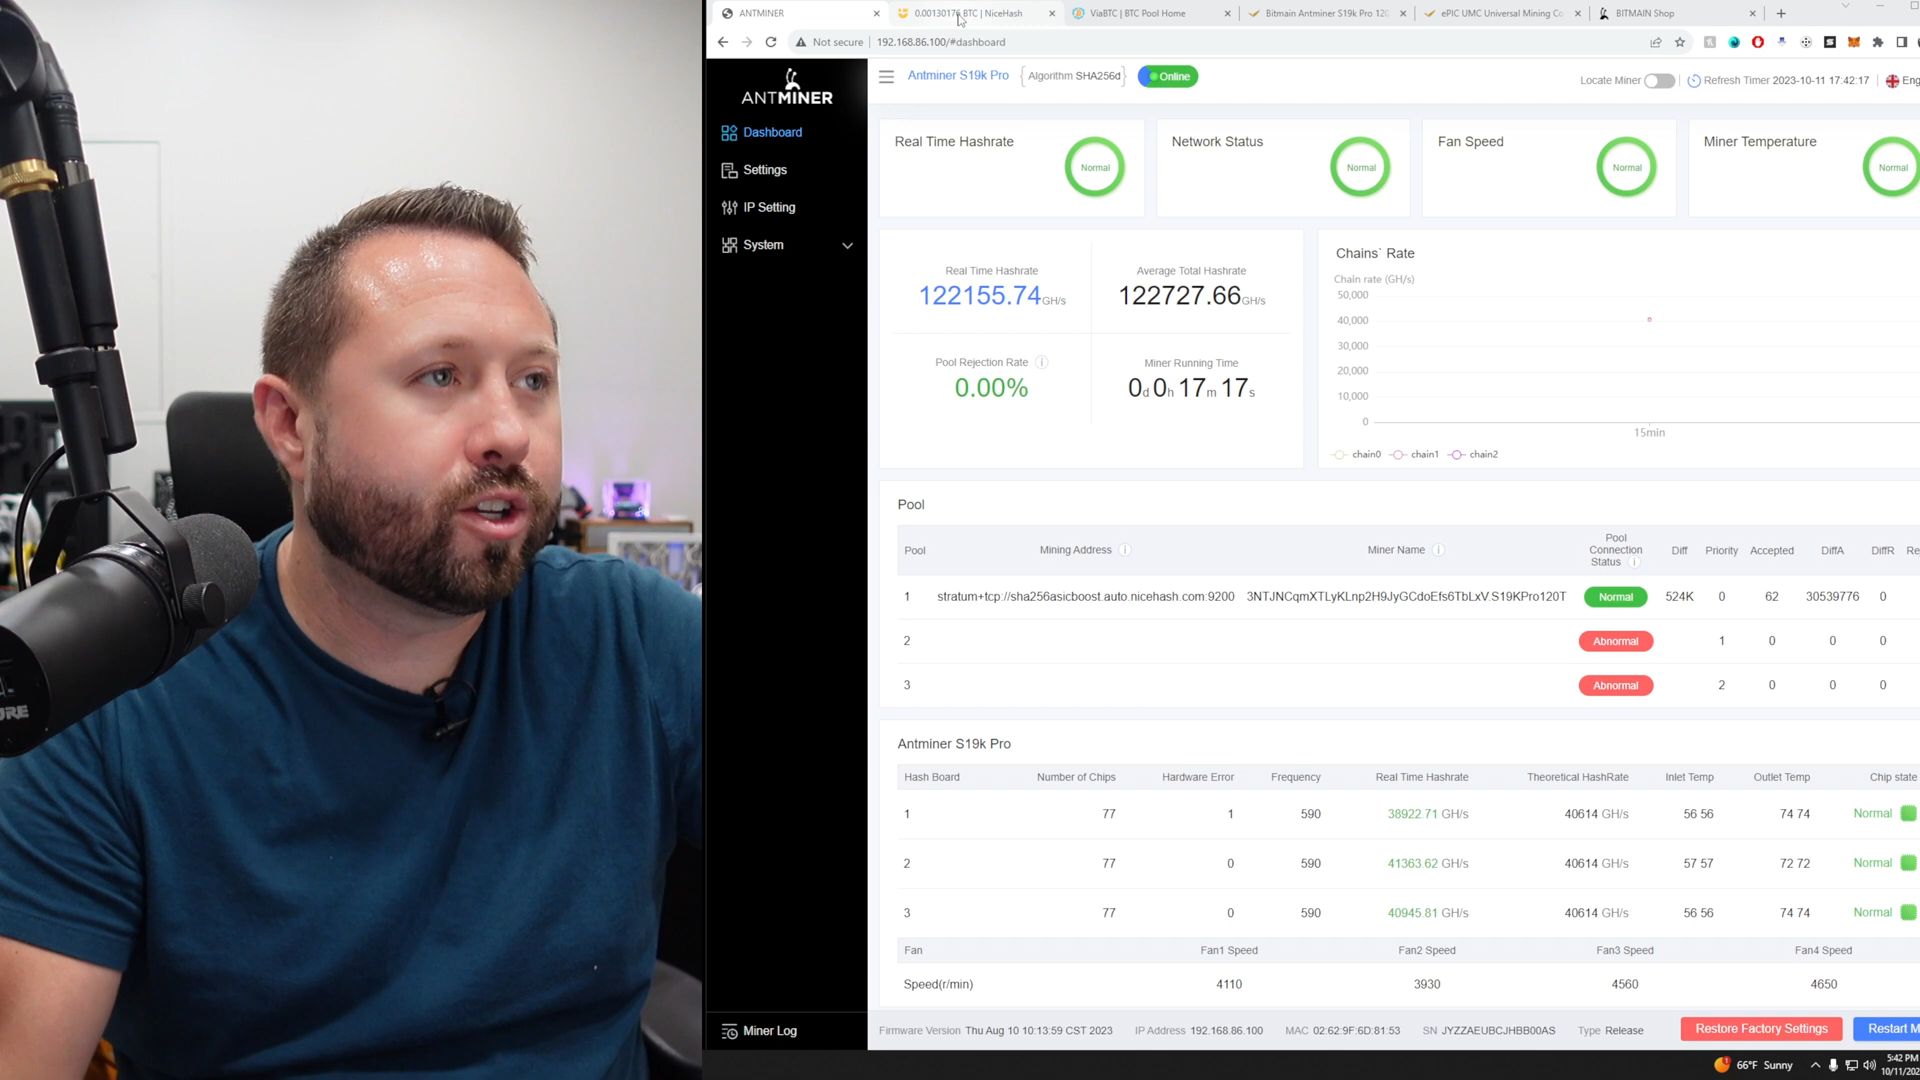 ANTMINER
0.00130176 BTC | NiceHash
ViaBTC | BTC Pool Home
Bitmain Antminer S19k Pro 120
ePIC UMC Universal Mining Co
BITMAIN Shop
Not secure
192.168.86.100/#dashboard
ANTMINER
Dashboard
Settings
IP Setting
System
Miner Log
Antminer S19k Pro
Algorithm SHA256d
Online
Locate Miner
Refresh Timer 2023-10-11 17:42:17
Eng
Real Time Hashrate
Normal
Network Status
Normal
Fan Speed
Normal
Miner Temperature
Normal
Real Time Hashrate
122155.74 GH/s
Average Total Hashrate
122727.66 GH/s
Pool Rejection Rate
0.00%
Miner Running Time
0d 0h 17m 17s
Chains` Rate
Chain rate (GH/s)
50,000
40,000
30,000
20,000
10,000
0
15min
chain0 chain1 chain2
Pool
Pool Mining Address Miner Name Pool Connection Status Diff Priority Accepted DiffA DiffR Re
1 stratum+tcp://sha256asicboost.auto.nicehash.com:9200 3NTJNCqmXTLyKLnp2H9JyGCdoEfs6TbLxV.S19KPro120T Normal 524K 0 62 30539776 0
2 Abnormal 1 0 0 0
3 Abnormal 2 0 0 0
Antminer S19k Pro
Hash Board Number of Chips Hardware Error Frequency Real Time Hashrate Theoretical HashRate Inlet Temp Outlet Temp Chip state
1 77 1 590 38922.71 GH/s 40614 GH/s 56 56 74 74 Normal
2 77 0 590 41363.62 GH/s 40614 GH/s 57 57 72 72 Normal
3 77 0 590 40945.81 GH/s 40614 GH/s 56 56 74 74 Normal
Fan Fan1 Speed Fan2 Speed Fan3 Speed Fan4 Speed
Speed(r/min) 4110 3930 4560 4650
Firmware Version Thu Aug 10 10:13:59 CST 2023 IP Address 192.168.86.100 MAC 02:62:9F:6D:81:53 SN JYZZAEUBCJHBB00AS Type Release
Restore Factory Settings
Restart M
66°F Sunny
5:42 PM
10/11/202